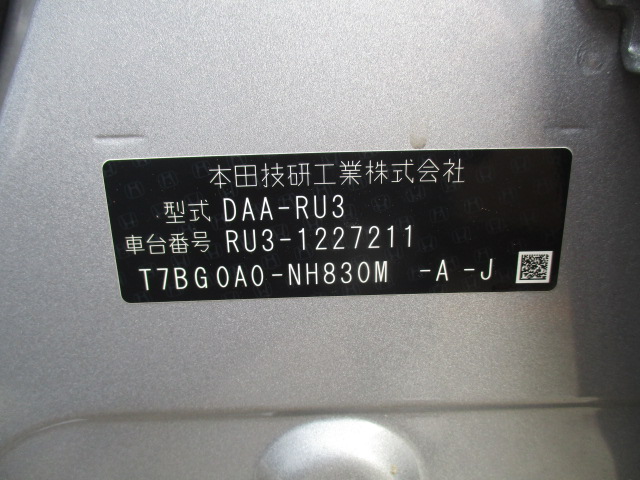 本田技研工業株式会社
型式 DAA-RU3
車台番号 RU3-1227211
T7BG0A0-NH830M -A -J